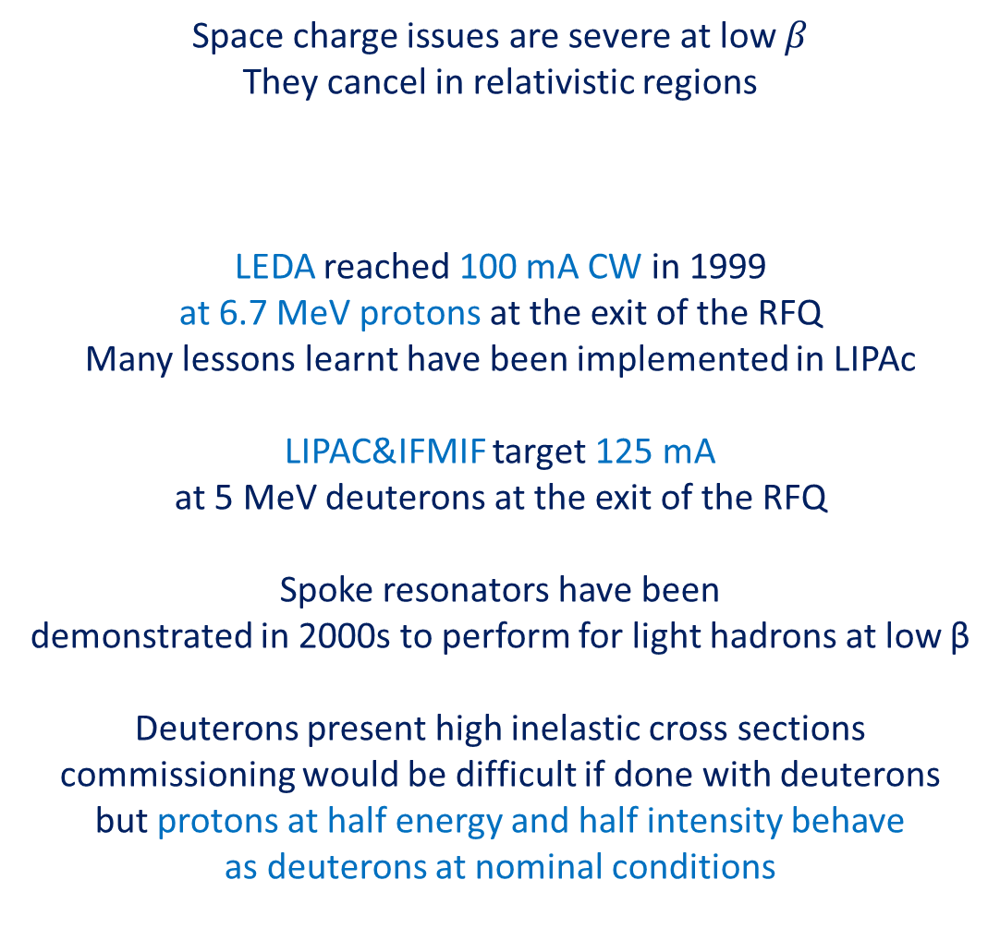 Space charge issues are severe at low β
They cancel in relativistic regions
LEDA reached 100 mA CW in 1999
at 6.7 MeV protons at the exit of the RFQ
Many lessons learnt have been implemented in LIPAc
LIPAC&IFMIF target 125 mA
at 5 MeV deuterons at the exit of the RFQ
Spoke resonators have been
demonstrated in 2000s to perform for light hadrons at low β
Deuterons present high inelastic cross sections
commissioning would be difficult if done with deuterons
but protons at half energy and half intensity behave
as deuterons at nominal conditions